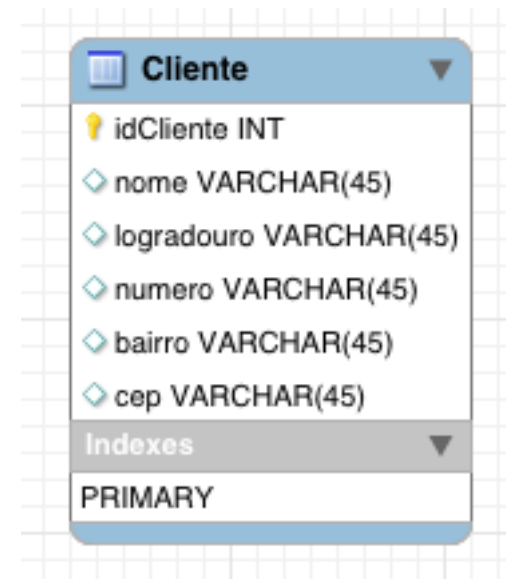 Cliente
idCliente INT
nome VARCHAR(45)
logradouro VARCHAR(45)
numero VARCHAR(45)
bairro VARCHAR(45)
cep VARCHAR(45)
Indexes
PRIMARY